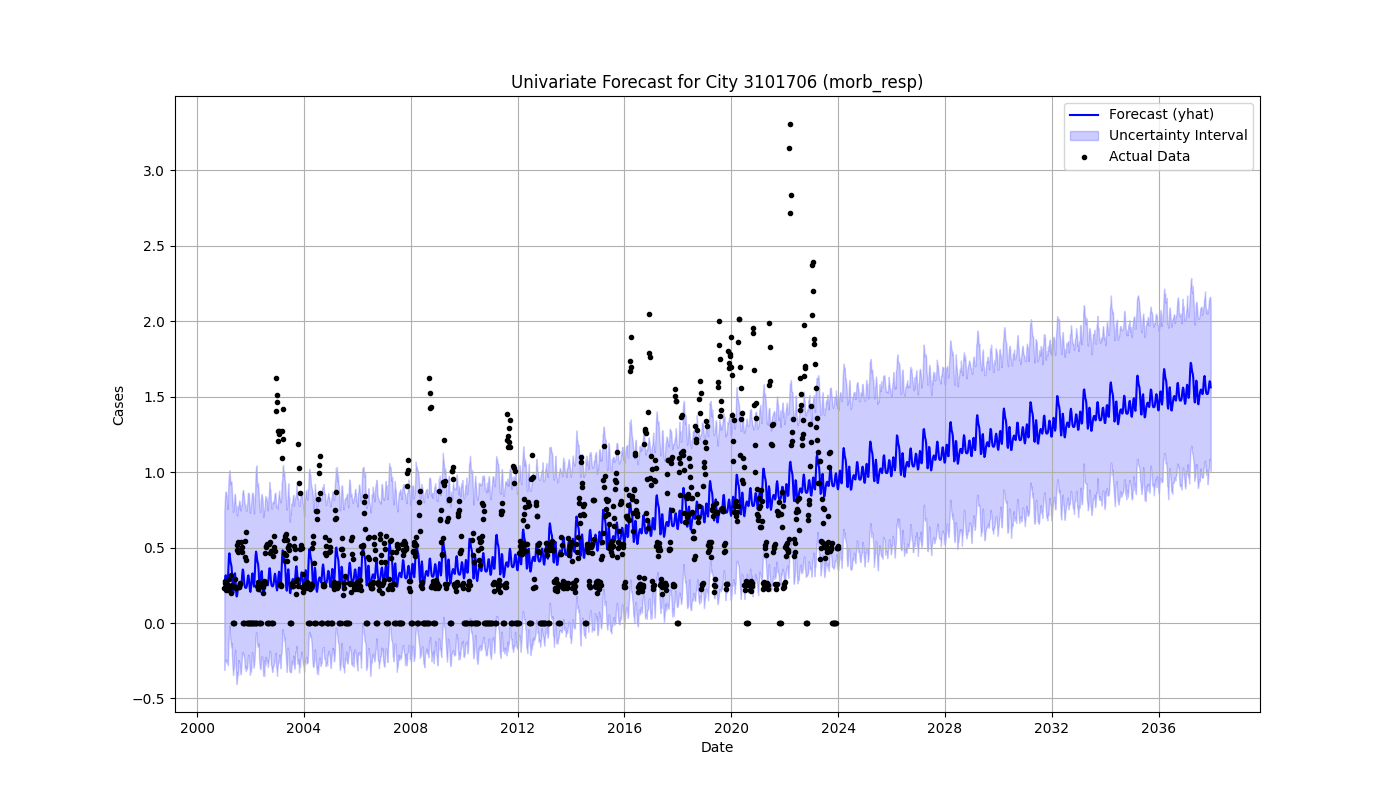 Univariate Forecast for City 3101706 (morb_resp)
Forecast (yhat)
Uncertainty Interval
Actual Data
Cases
3.0
2.5
2.0
1.5
1.0
0.5
0.0
−0.5
2000 2004 2008 2012 2016 2020 2024 2028 2032 2036
Date